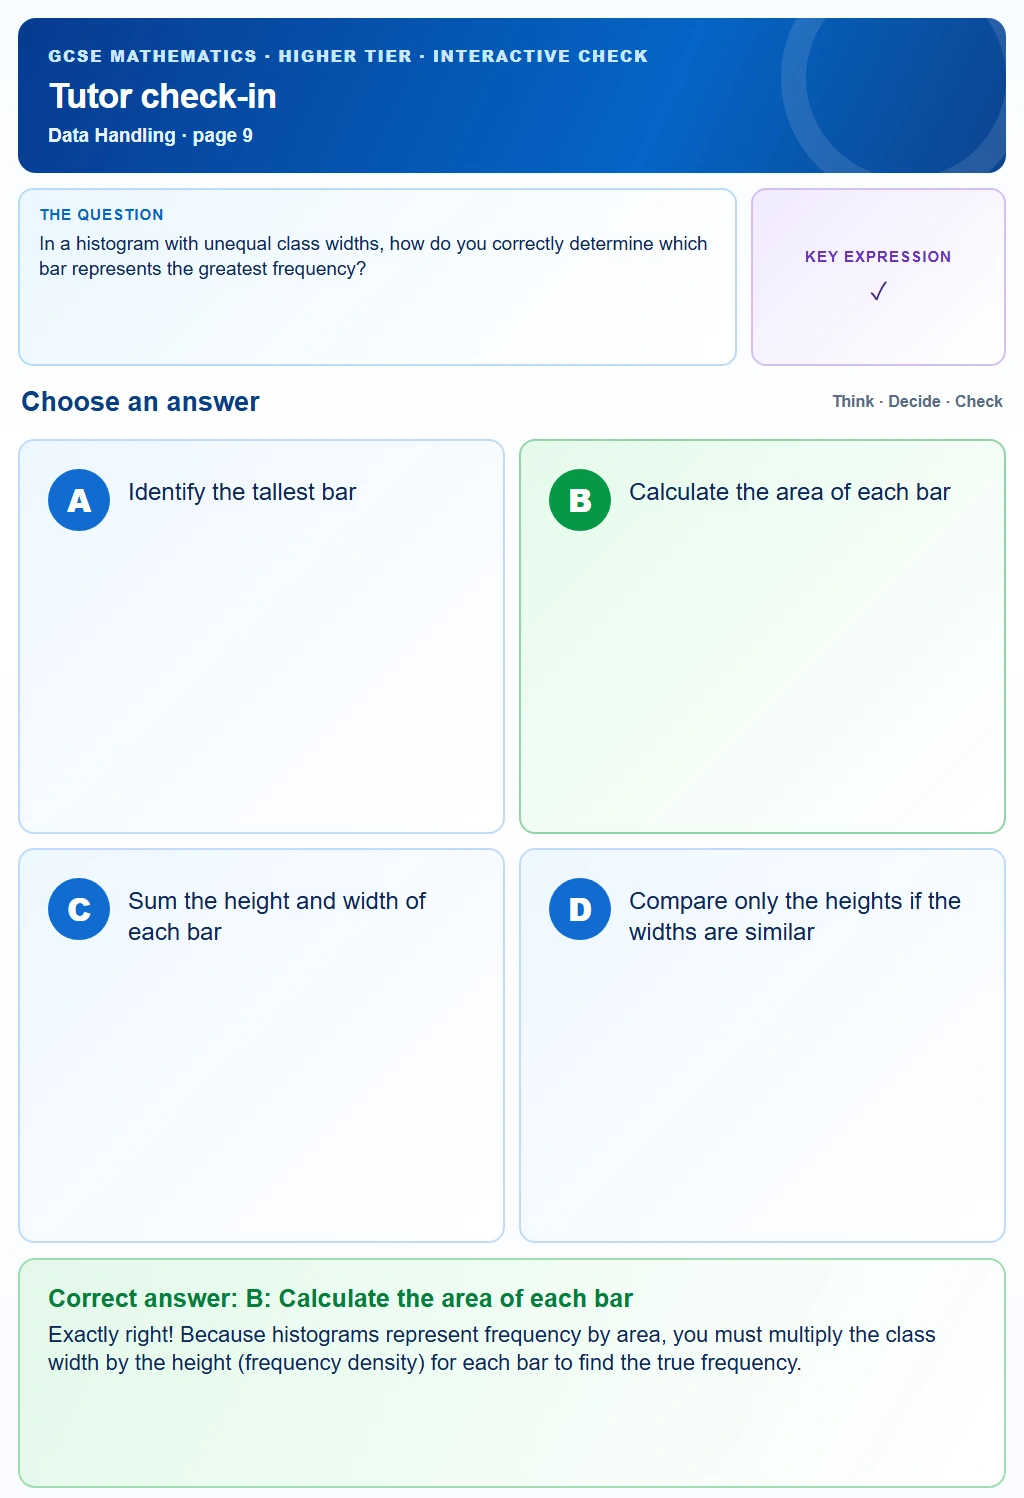 GCSE MATHEMATICS · HIGHER TIER · INTERACTIVE CHECK
Tutor check-in
Data Handling · page 9
THE QUESTION
In a histogram with unequal class widths, how do you correctly determine which
bar represents the greatest frequency?
KEY EXPRESSION
✓
Choose an answer
Think · Decide · Check
A
Identify the tallest bar
B
Calculate the area of each bar
C
Sum the height and width of
each bar
D
Compare only the heights if the
widths are similar
Correct answer: B: Calculate the area of each bar
Exactly right! Because histograms represent frequency by area, you must multiply the class
width by the height (frequency density) for each bar to find the true frequency.